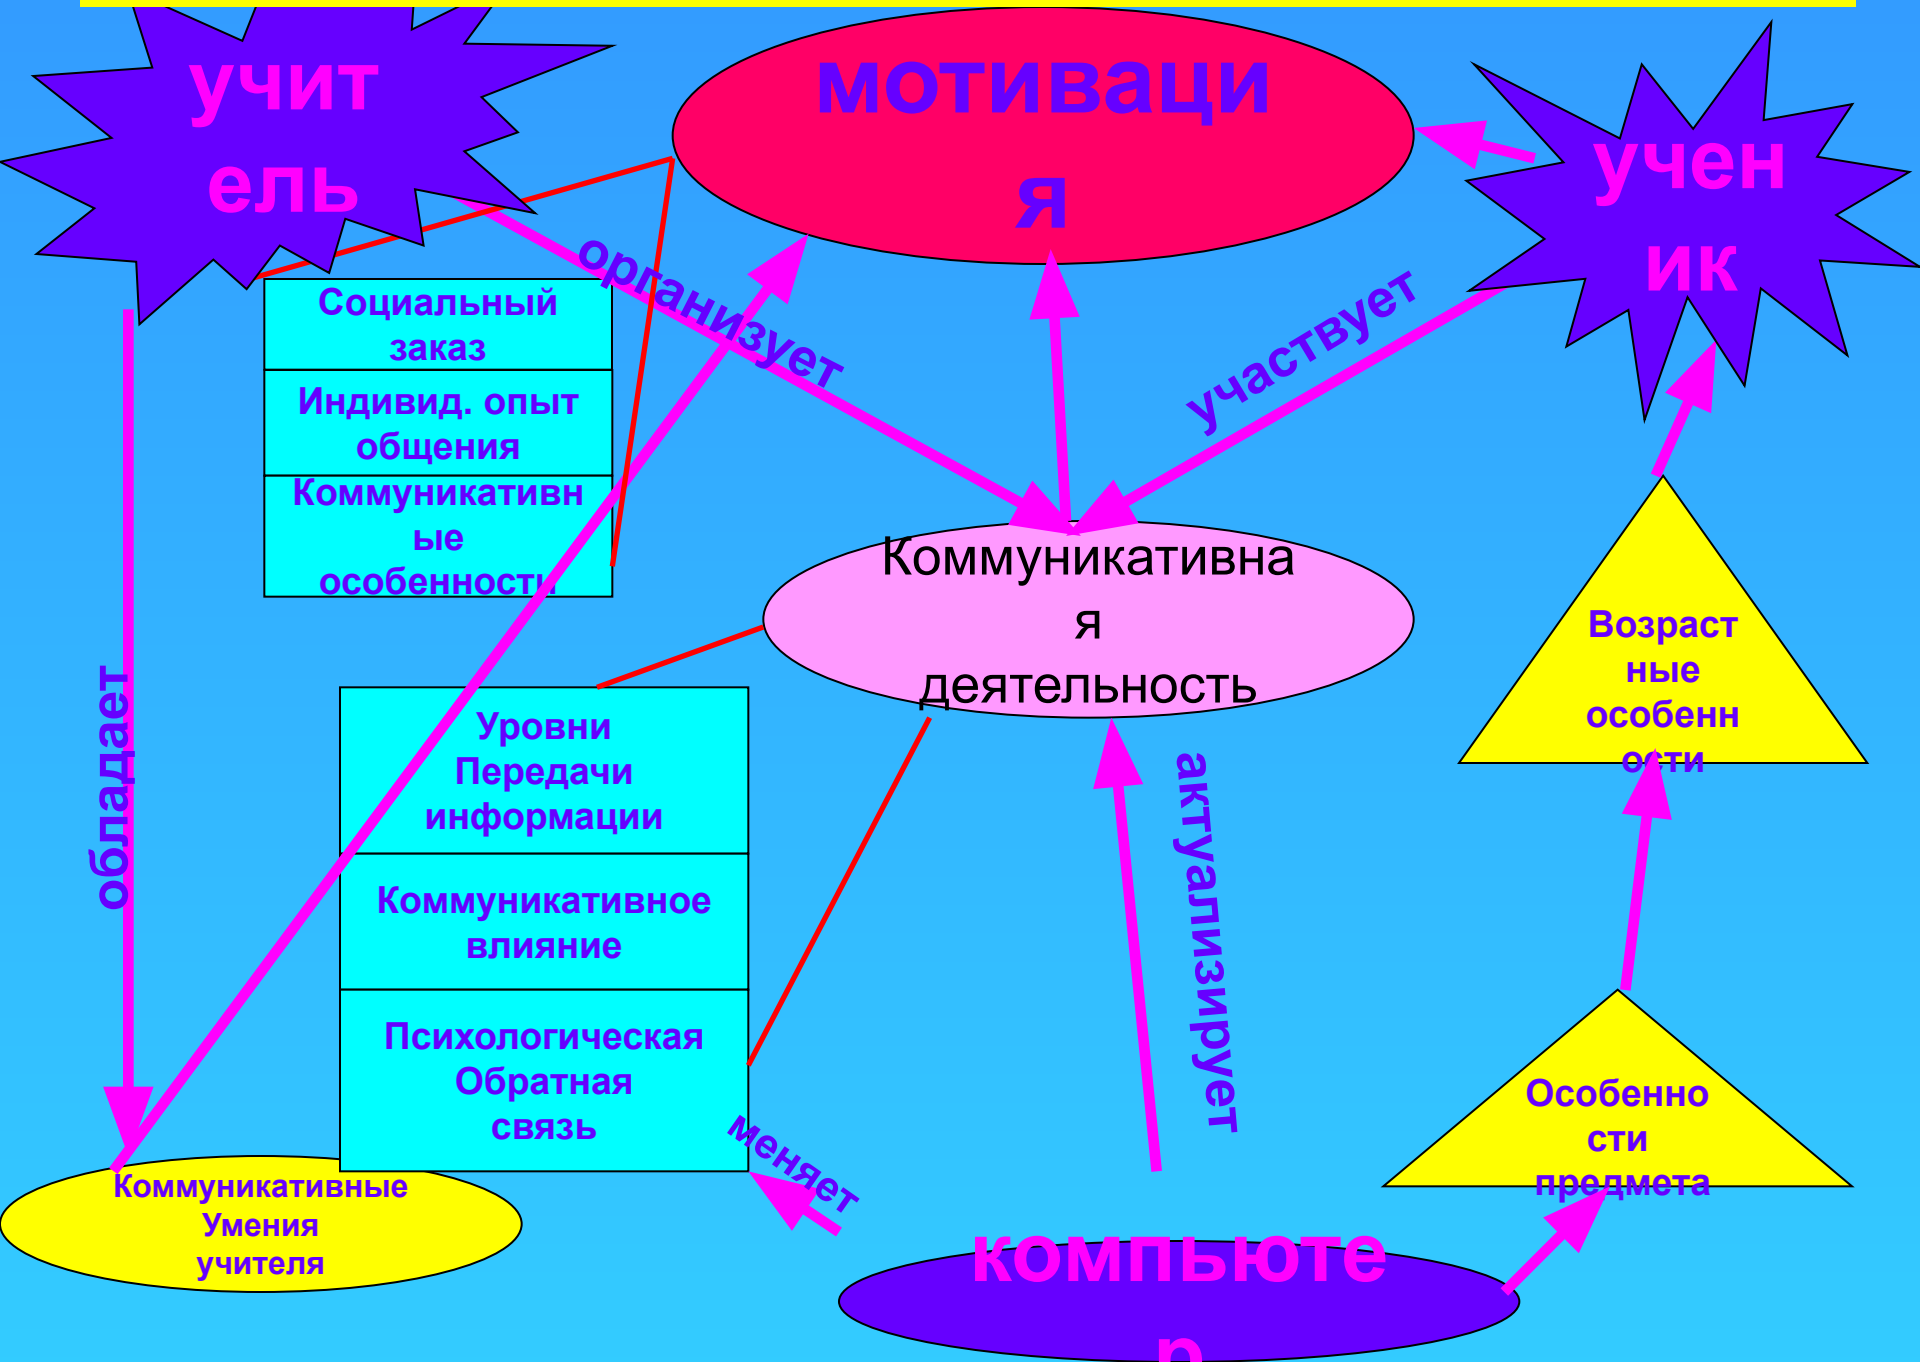 учит
ель
мотиваци
я
учен
ик
организует
участвует
Социальный
заказ
Индивид. опыт
общения
Коммуникативн
ые
особенности
Коммуникативна
я
деятельность
Возраст
ные
особенн
ости
обладает
Уровни
Передачи
информации
Коммуникативное
влияние
Психологическая
Обратная
связь
актуализирует
меняет
Особенно
сти
предмета
Коммуникативные
Умения
учителя
компьюте
р